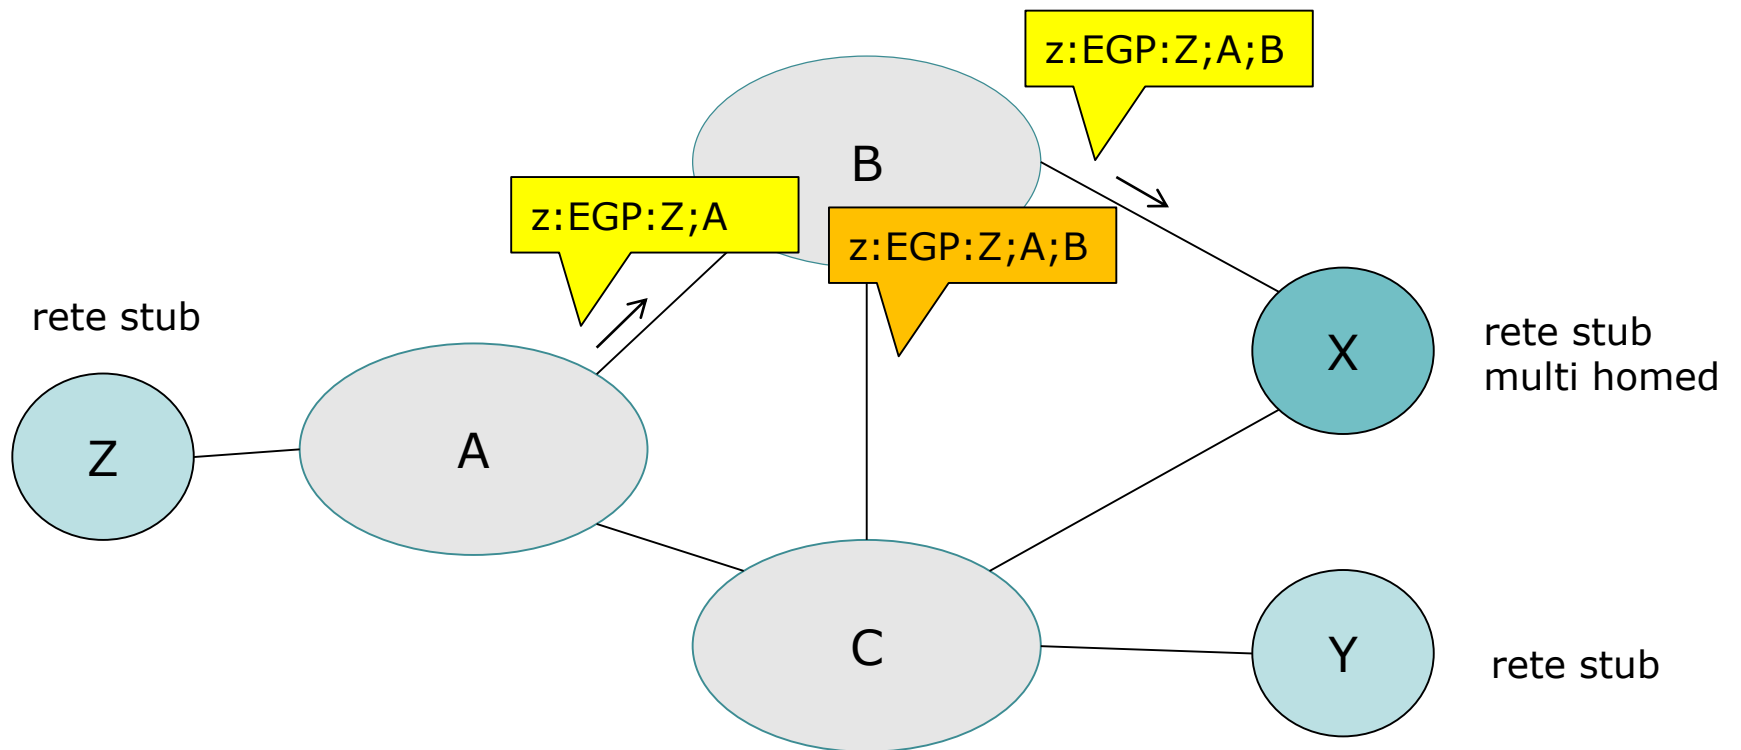 z:EGP:Z;A;B
B
z:EGP:Z;A
z:EGP:Z;A;B
rete stub
X
rete stub
multi homed
Z
A
C
Y
rete stub